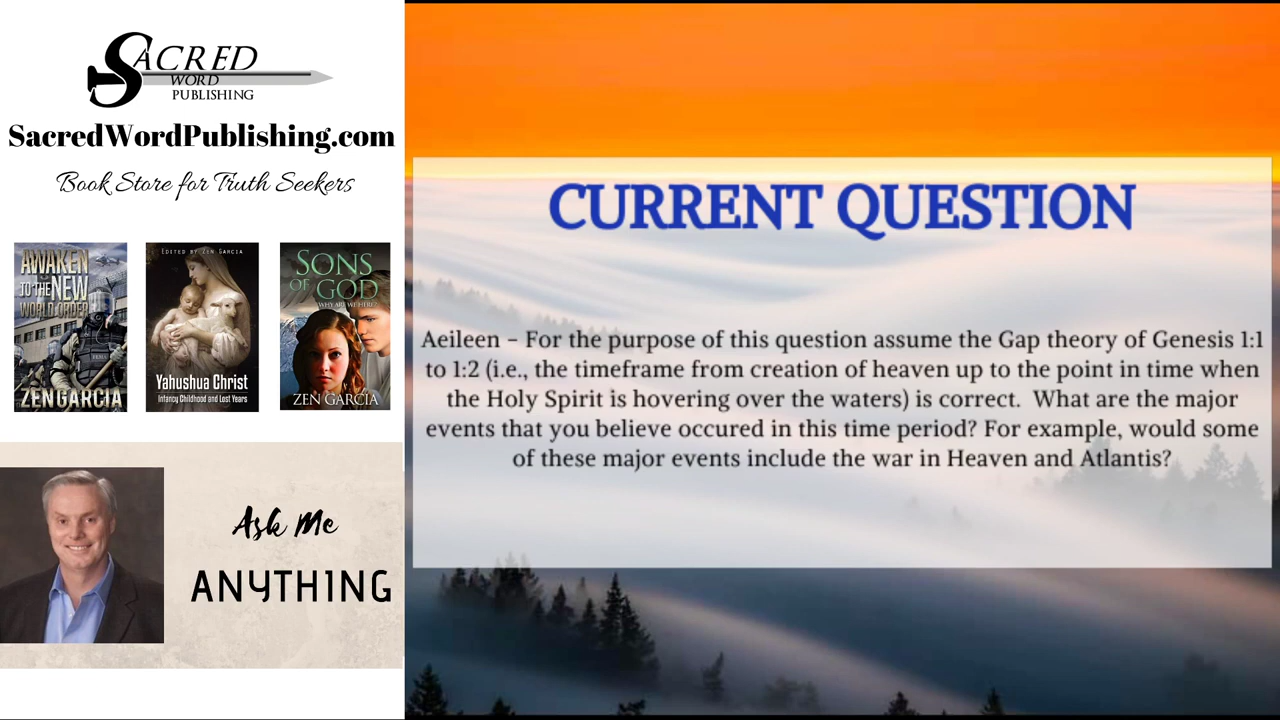 SACRED
WORD
PUBLISHING
SacredWordPublishing.com
Book Store for Truth Seekers
AWAKEN
TO THE NEW
WORLD ORDER
ZEN GARCIA
EDITED BY ZEN GARCIA
Yahushua Christ
Infancy Childhood and Lost Years
SONS
OF GOD
WHY ARE WE HERE?
ZEN GARCIA
Ask Me
ANYTHING
CURRENT QUESTION
Aeileen – For the purpose of this question assume the Gap theory of Genesis 1:1
to 1:2 (i.e., the timeframe from creation of heaven up to the point in time when
the Holy Spirit is hovering over the waters) is correct. What are the major
events that you believe occured in this time period? For example, would some
of these major events include the war in Heaven and Atlantis?